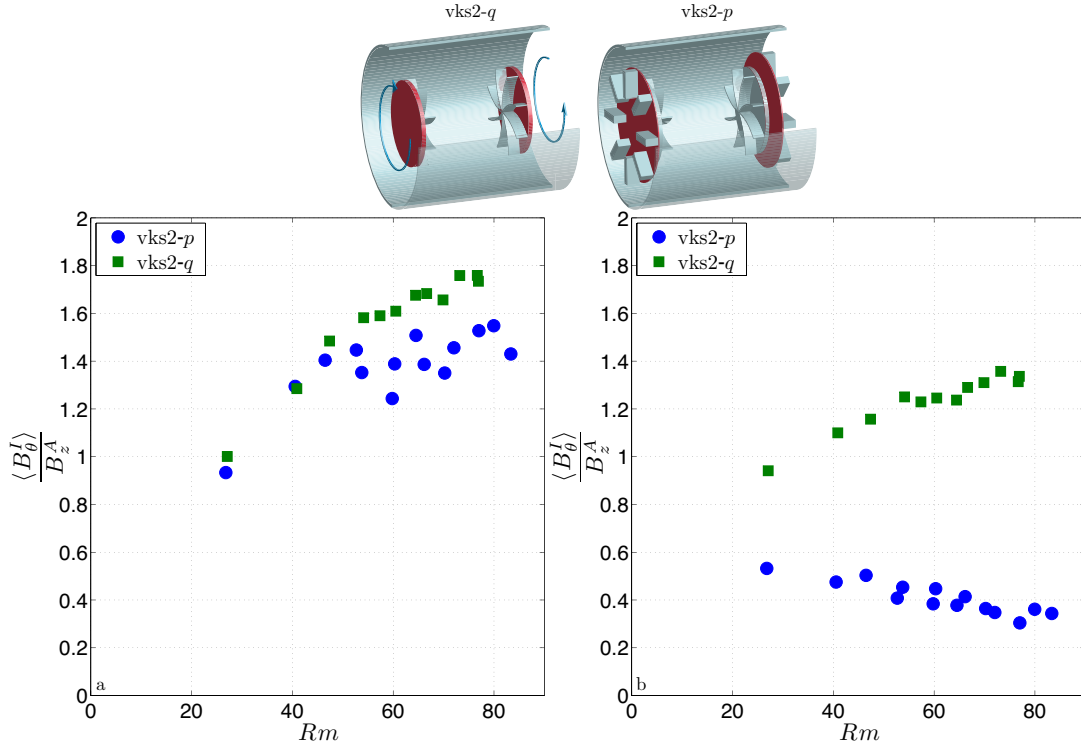 vks2-q vks2-p
2 2
vks2-p vks2-p
1.8 vks2-q 1.8 vks2-q
1.6 1.6
1.4 1.4
1.2 1.2
⟨B_θ^I⟩/B_z^A 1 ⟨B_θ^I⟩/B_z^A 1
0.8 0.8
0.6 0.6
0.4 0.4
0.2 0.2
0 a 0 b
0 20 40 60 80 0 20 40 60 80
Rm Rm